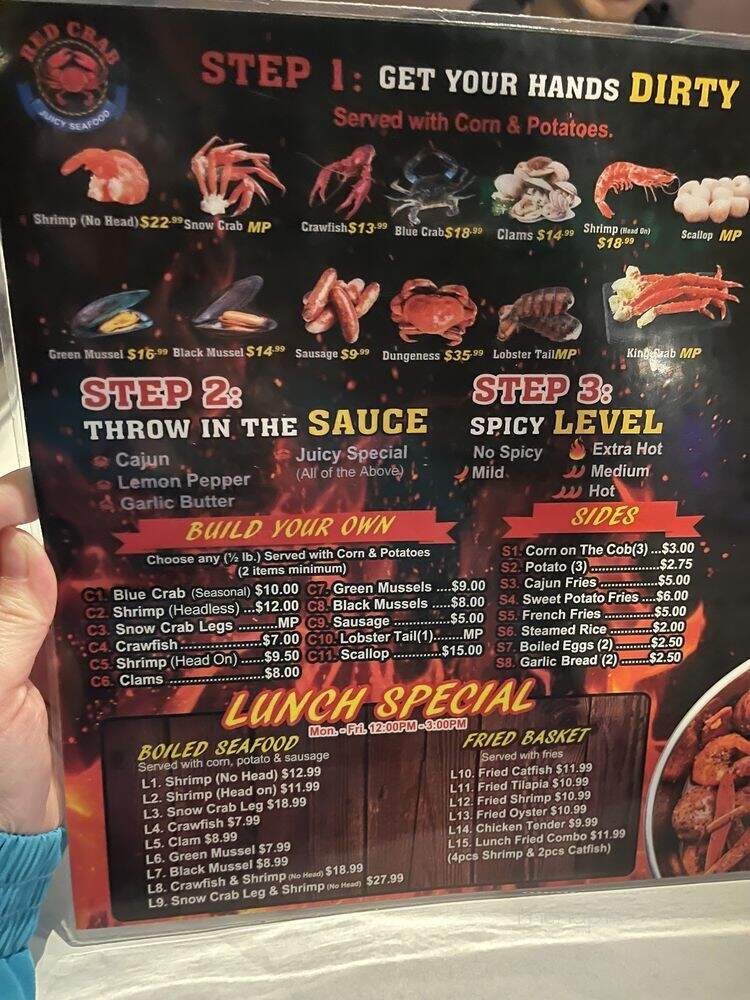 RED CRAB
JUICY SEAFOOD
STEP 1: GET YOUR HANDS DIRTY
Served with Corn & Potatoes.
Shrimp (No Head) $22.99
Snow Crab MP
Crawfish $13.99
Blue Crab $18.99
Clams $14.99
Shrimp (Head On)
$18.99
Scallop MP
Green Mussel $16.99
Black Mussel $14.99
Sausage $9.99
Dungeness $35.99
Lobster Tail MP
King Crab MP
STEP 2:
THROW IN THE SAUCE
Cajun
Lemon Pepper
Garlic Butter
Juicy Special
(All of the Above)
STEP 3:
SPICY LEVEL
No Spicy
Mild
Extra Hot
Medium
Hot
BUILD YOUR OWN
Choose any (½ lb.) Served with Corn & Potatoes
(2 items minimum)
C1. Blue Crab (Seasonal) $10.00
C2. Shrimp (Headless) ...$12.00
C3. Snow Crab Legs .........MP
C4. Crawfish..................$7.00
C5. Shrimp (Head On) .....$9.50
C6. Clams .....................$8.00
C7. Green Mussels ....$9.00
C8. Black Mussels .....$8.00
C9. Sausage ..............$5.00
C10. Lobster Tail(1).......MP
C11. Scallop ............$15.00
SIDES
S1. Corn on The Cob(3) ...$3.00
S2. Potato (3)..................$2.75
S3. Cajun Fries ...............$5.00
S4. Sweet Potato Fries ...$6.00
S5. French Fries .............$5.00
S6. Steamed Rice ...........$2.00
S7. Boiled Eggs (2) .........$2.50
S8. Garlic Bread (2) ........$2.50
LUNCH SPECIAL
Mon. - Fri. 12:00PM - 3:00PM
BOILED SEAFOOD
Served with corn, potato & sausage
L1. Shrimp (No Head) $12.99
L2. Shrimp (Head on) $11.99
L3. Snow Crab Leg $18.99
L4. Crawfish $7.99
L5. Clam $8.99
L6. Green Mussel $7.99
L7. Black Mussel $8.99
L8. Crawfish & Shrimp (No Head) $18.99
L9. Snow Crab Leg & Shrimp (No Head) $27.99
FRIED BASKET
Served with fries
L10. Fried Catfish $11.99
L11. Fried Tilapia $10.99
L12. Fried Shrimp $10.99
L13. Fried Oyster $10.99
L14. Chicken Tender $9.99
L15. Lunch Fried Combo $11.99
(4pcs Shrimp & 2pcs Catfish)